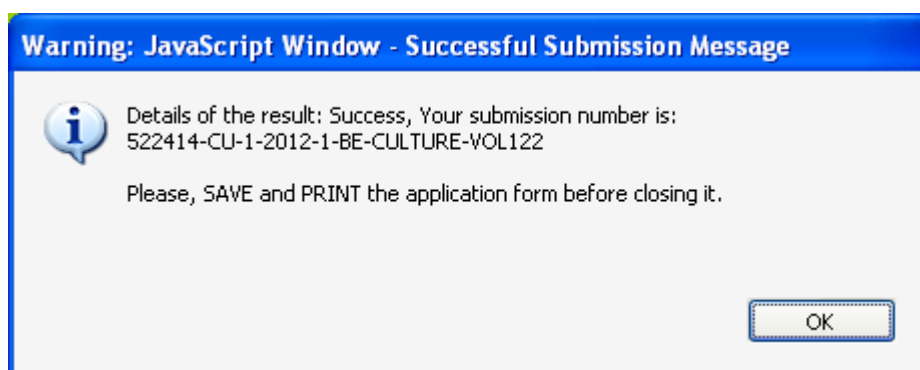 Warning: JavaScript Window - Successful Submission Message
Details of the result: Success, Your submission number is:
522414-CU-1-2012-1-BE-CULTURE-VOL122
Please, SAVE and PRINT the application form before closing it.
OK